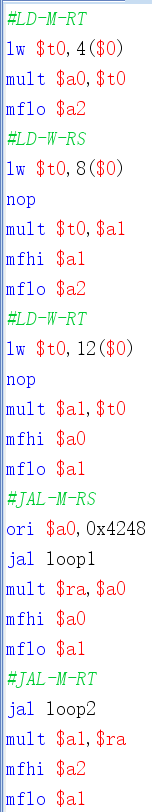 #LD-M-RT
lw $t0,4($0)
mult $a0,$t0
mflo $a2
#LD-W-RS
lw $t0,8($0)
nop
mult $t0,$a1
mfhi $a1
mflo $a2
#LD-W-RT
lw $t0,12($0)
nop
mult $a1,$t0
mfhi $a0
mflo $a1
#JAL-M-RS
ori $a0,0x4248
jal loop1
mult $ra,$a0
mfhi $a0
mflo $a1
#JAL-M-RT
jal loop2
mult $a1,$ra
mfhi $a2
mflo $a1